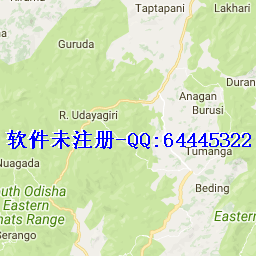 Lakhari
Taptapani
Guruda
Duran
Anagan
Burusi
R. Udayagiri
软件未注册-QQ:64445322
Tumanga
Nuagada
Beding
South Odisha
Eastern
Ghats Range
Eastern
Serango